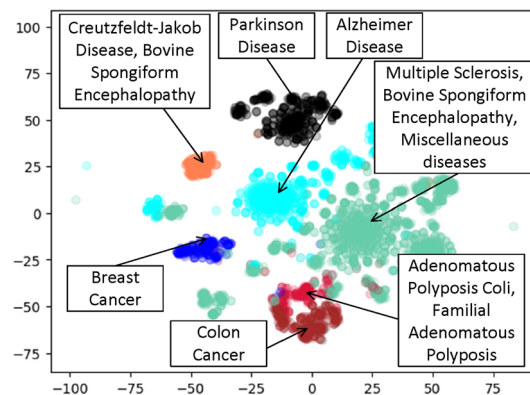 Creutzfeldt-Jakob
Disease, Bovine
Spongiform
Encephalopathy
Parkinson
Disease
Alzheimer
Disease
Multiple Sclerosis,
Bovine Spongiform
Encephalopathy,
Miscellaneous
diseases
Breast
Cancer
Colon
Cancer
Adenomatous
Polyposis Coli,
Familial
Adenomatous
Polyposis
100
75
50
25
0
−25
−50
−75
−100 −75 −50 −25 0 25 50 75